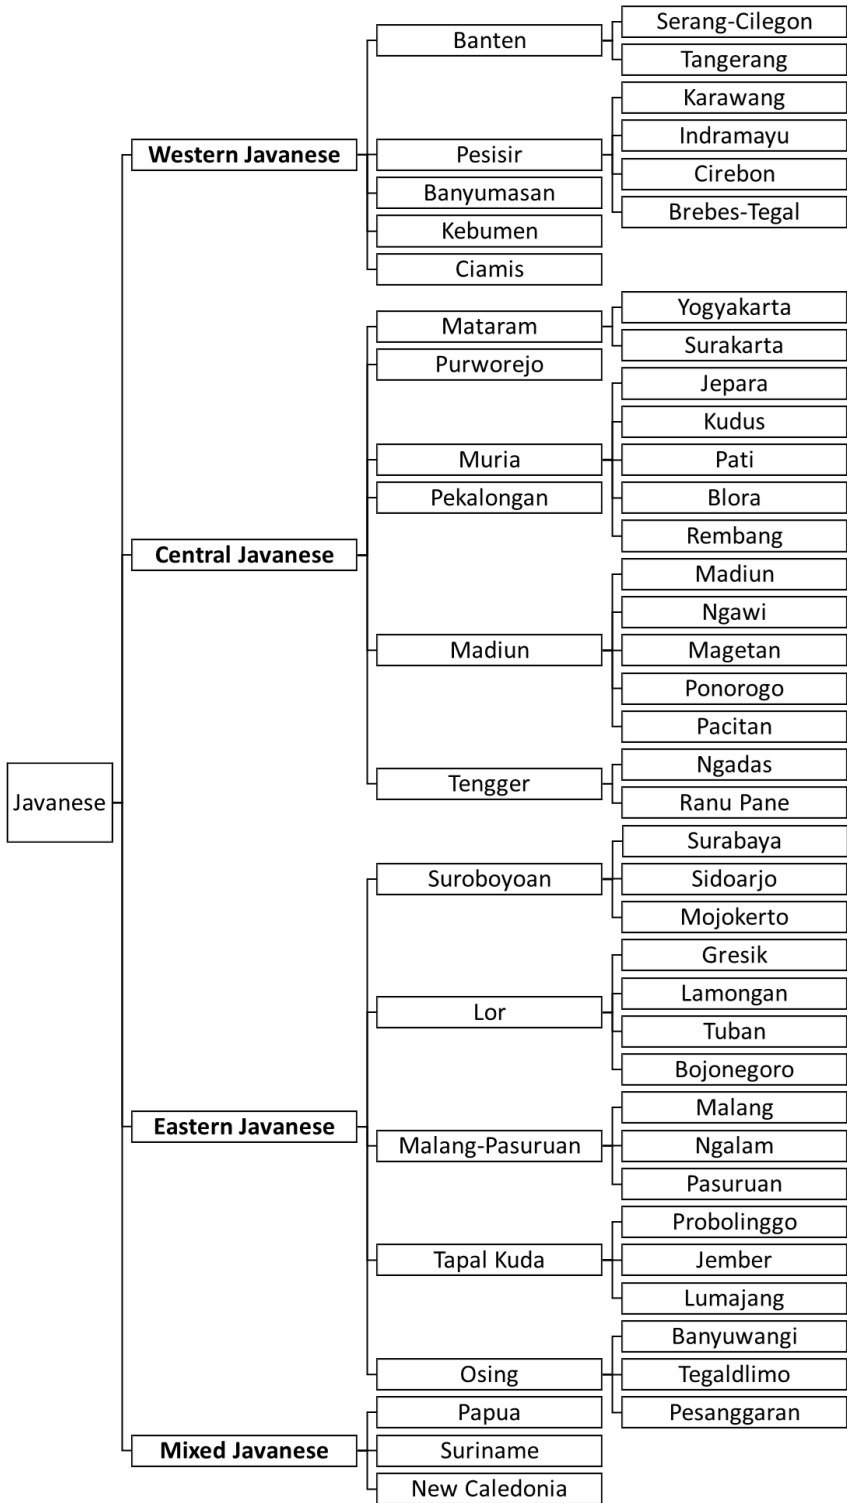 Javanese
Western Javanese
Banten
Serang-Cilegon
Tangerang
Pesisir
Karawang
Indramayu
Cirebon
Brebes-Tegal
Banyumasan
Kebumen
Ciamis
Central Javanese
Mataram
Yogyakarta
Surakarta
Purworejo
Muria
Jepara
Kudus
Pati
Blora
Rembang
Pekalongan
Madiun
Madiun
Ngawi
Magetan
Ponorogo
Pacitan
Tengger
Ngadas
Ranu Pane
Eastern Javanese
Suroboyoan
Surabaya
Sidoarjo
Mojokerto
Lor
Gresik
Lamongan
Tuban
Bojonegoro
Malang-Pasuruan
Malang
Ngalam
Pasuruan
Tapal Kuda
Probolinggo
Jember
Lumajang
Osing
Banyuwangi
Tegaldlimo
Pesanggaran
Mixed Javanese
Papua
Suriname
New Caledonia